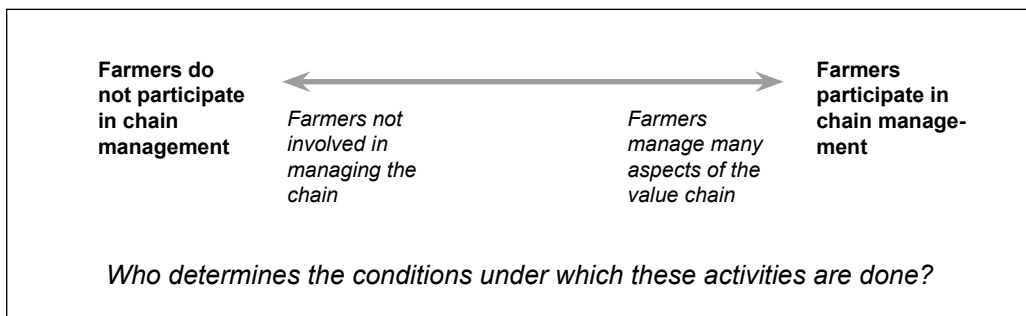 Farmers do
not participate
in chain
management
Farmers not
involved in
managing the
chain
Farmers
manage many
aspects of the
value chain
Farmers
participate in
chain manage-
ment
Who determines the conditions under which these activities are done?